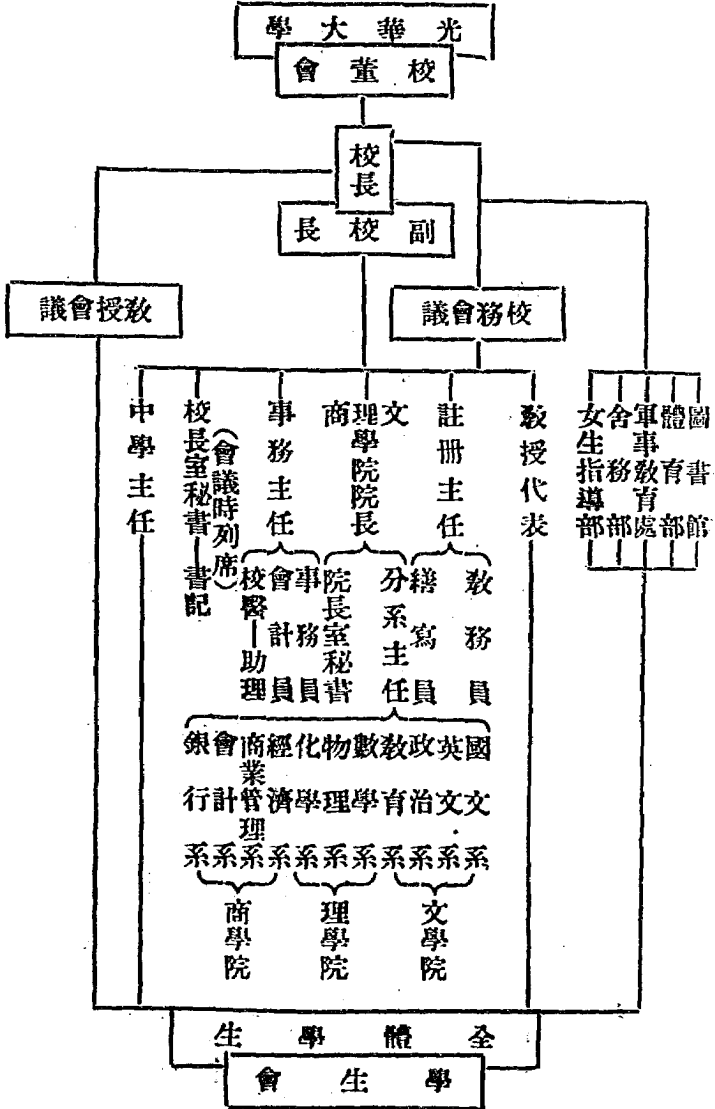 光華大學
校董會
校長
副校長
校務會議
教授會議
圖書館
體育部
軍事教育處
舍務部
女生指導部
教授代表
註册主任
教務員
繕寫員
文理商學院院長
分系主任
院長室秘書
事務主任
事務員
會計員
校醫—助理
校長室秘書—書記
（會議時列席）
中學主任
國文系
英文系
政治系
教育系
數學系
物理系
化學系
經濟系
商業管理系
會計系
銀行系
文學院
理學院
商學院
全體學生
學生會